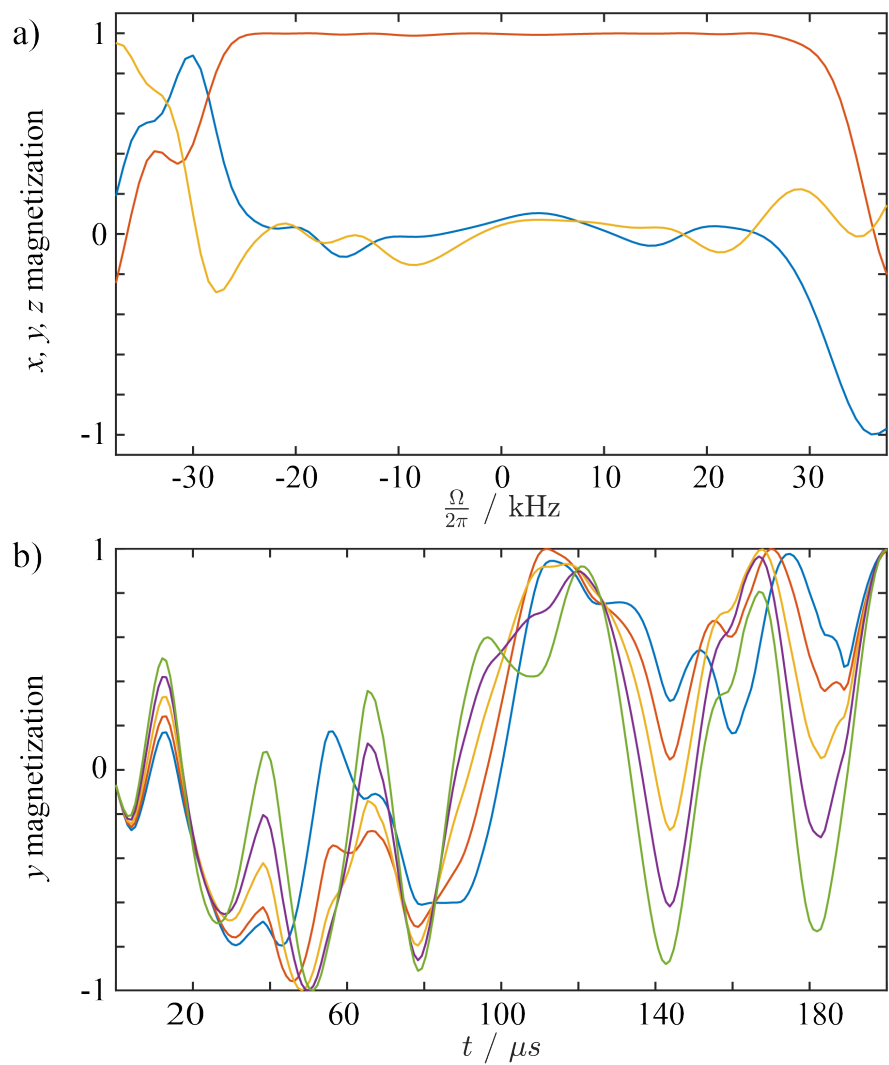 a)
x, y, z magnetization
1
0
-1
-30 -20 -10 0 10 20 30
Ω/2π / kHz
b)
y magnetization
1
0
-1
20 60 100 140 180
t / μs